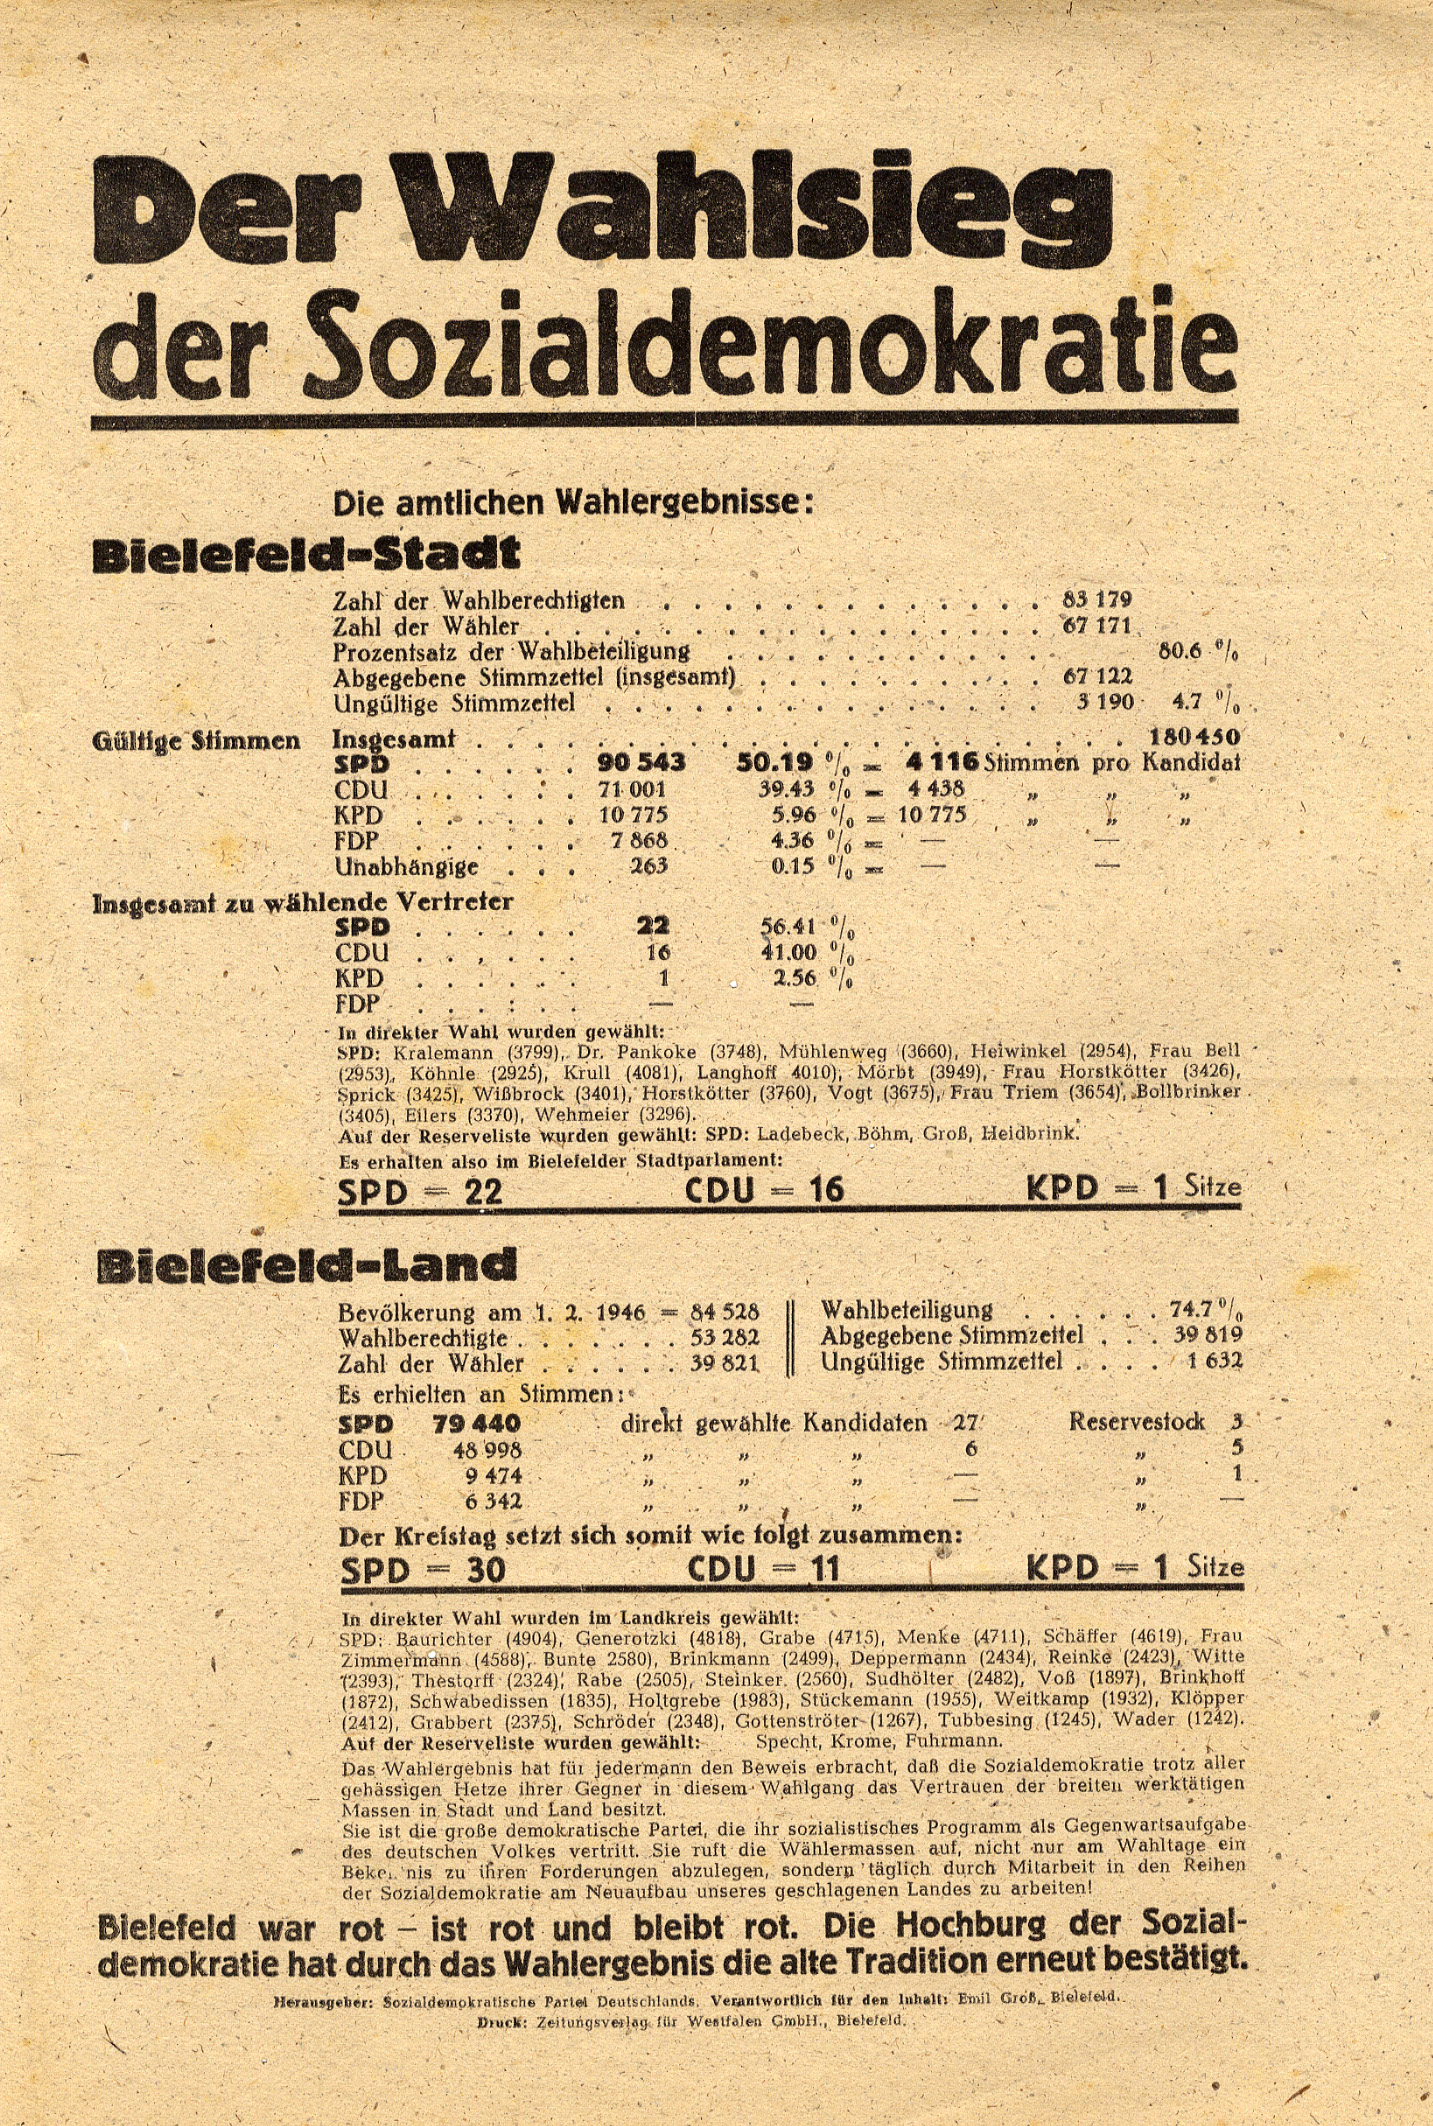 Der Wahlsieg
der Sozialdemokratie
Die amtlichen Wahlergebnisse:
Bielefeld-Stadt
Zahl der Wahlberechtigten . . . . . . . . . . . . . 83 179
Zahl der Wähler . . . . . . . . . . . . . . . . . 67 171
Prozentsatz der Wahlbeteiligung . . . . . . . . . . . 80.6 %
Abgegebene Stimmzettel (insgesamt) . . . . . . . . . . 67 122
Ungültige Stimmzettel . . . . . . . . . . . . . . . 3 190 4.7 %
Gültige Stimmen Insgesamt . . . . . . . . . . . . . . . . . . . . . . 180 450
SPD . . . . . . 90 543 50.19 % = 4 116 Stimmen pro Kandidat
CDU . . . . . . 71 001 39.43 % = 4 438 „ „ „
KPD . . . . . . 10 775 5.96 % = 10 775 „ „ „
FDP . . . . . . 7 868 4.36 % = — —
Unabhängige . . . 263 0.15 % = — —
Insgesamt zu wählende Vertreter
SPD . . . . . . 22 56.41 %
CDU . . . . . . 16 41.00 %
KPD . . . . . . 1 2.56 %
FDP . . . . . . — —
In direkter Wahl wurden gewählt:
SPD: Kralemann (3799), Dr. Pankoke (3748), Mühlenweg (3660), Heiwinkel (2954), Frau Bell
(2953), Köhnle (2925), Krull (4081), Langhoff 4010), Mörbt (3949), Frau Horstkötter (3426),
Sprick (3425), Wißbrock (3401), Horstkötter (3760), Vogt (3675), Frau Triem (3654), Bollbrinker
(3405), Eilers (3370), Wehmeier (3296).
Auf der Reserveliste wurden gewählt: SPD: Ladebeck, Böhm, Groß, Heidbrink.
Es erhalten also im Bielefelder Stadtparlament:
SPD = 22 CDU = 16 KPD = 1 Sitze
Bielefeld-Land
Bevölkerung am 1. 2. 1946 = 84 528 Wahlbeteiligung . . . . . . 74.7 %
Wahlberechtigte . . . . . . 53 282 Abgegebene Stimmzettel . . . 39 819
Zahl der Wähler . . . . . . 39 821 Ungültige Stimmzettel . . . . 1 632
Es erhielten an Stimmen:
SPD 79 440 direkt gewählte Kandidaten 27 Reservestock 3
CDU 48 998 „ „ „ 6 „ 5
KPD 9 474 „ „ „ — „ 1
FDP 6 342 „ „ „ — „ —
Der Kreistag setzt sich somit wie folgt zusammen:
SPD = 30 CDU = 11 KPD = 1 Sitze
In direkter Wahl wurden im Landkreis gewählt:
SPD: Baurichter (4904), Generotzki (4818), Grabe (4715), Menke (4711), Schäffer (4619), Frau
Zimmermann (4588), Bunte 2580), Brinkmann (2499), Deppermann (2434), Reinke (2423), Witte
(2393), Thestorff (2324), Rabe (2505), Steinker (2560), Sudhölter (2482), Voß (1897), Brinkhoff
(1872), Schwabedissen (1835), Holtgrebe (1983), Stückemann (1955), Weitkamp (1932), Klöpper
(2412), Grabbert (2375), Schröder (2348), Gottenströter (1267), Tubbesing (1245), Wader (1242).
Auf der Reserveliste wurden gewählt: Specht, Krome, Fuhrmann.
Das Wahlergebnis hat für jedermann den Beweis erbracht, daß die Sozialdemokratie trotz aller
gehässigen Hetze ihrer Gegner in diesem Wahlgang das Vertrauen der breiten werktätigen
Massen in Stadt und Land besitzt.
Sie ist die große demokratische Partei, die ihr sozialistisches Programm als Gegenwartsaufgabe
des deutschen Volkes vertritt. Sie ruft die Wählermassen auf, nicht nur am Wahltage ein
zu ihren Forderungen abzulegen, sondern täglich durch Mitarbeit in den Reihen
der Sozialdemokratie am Neuaufbau unseres geschlagenen Landes zu arbeiten!
Bielefeld war rot – ist rot und bleibt rot. Die Hochburg der Sozial-
demokratie hat durch das Wahlergebnis die alte Tradition erneut bestätigt.
Herausgeber: Sozialdemokratische Partei Deutschlands. Verantwortlich für den Inhalt: Emil Groß, Bielefeld.
Druck: Zeitungsverlag für Westfalen GmbH., Bielefeld.